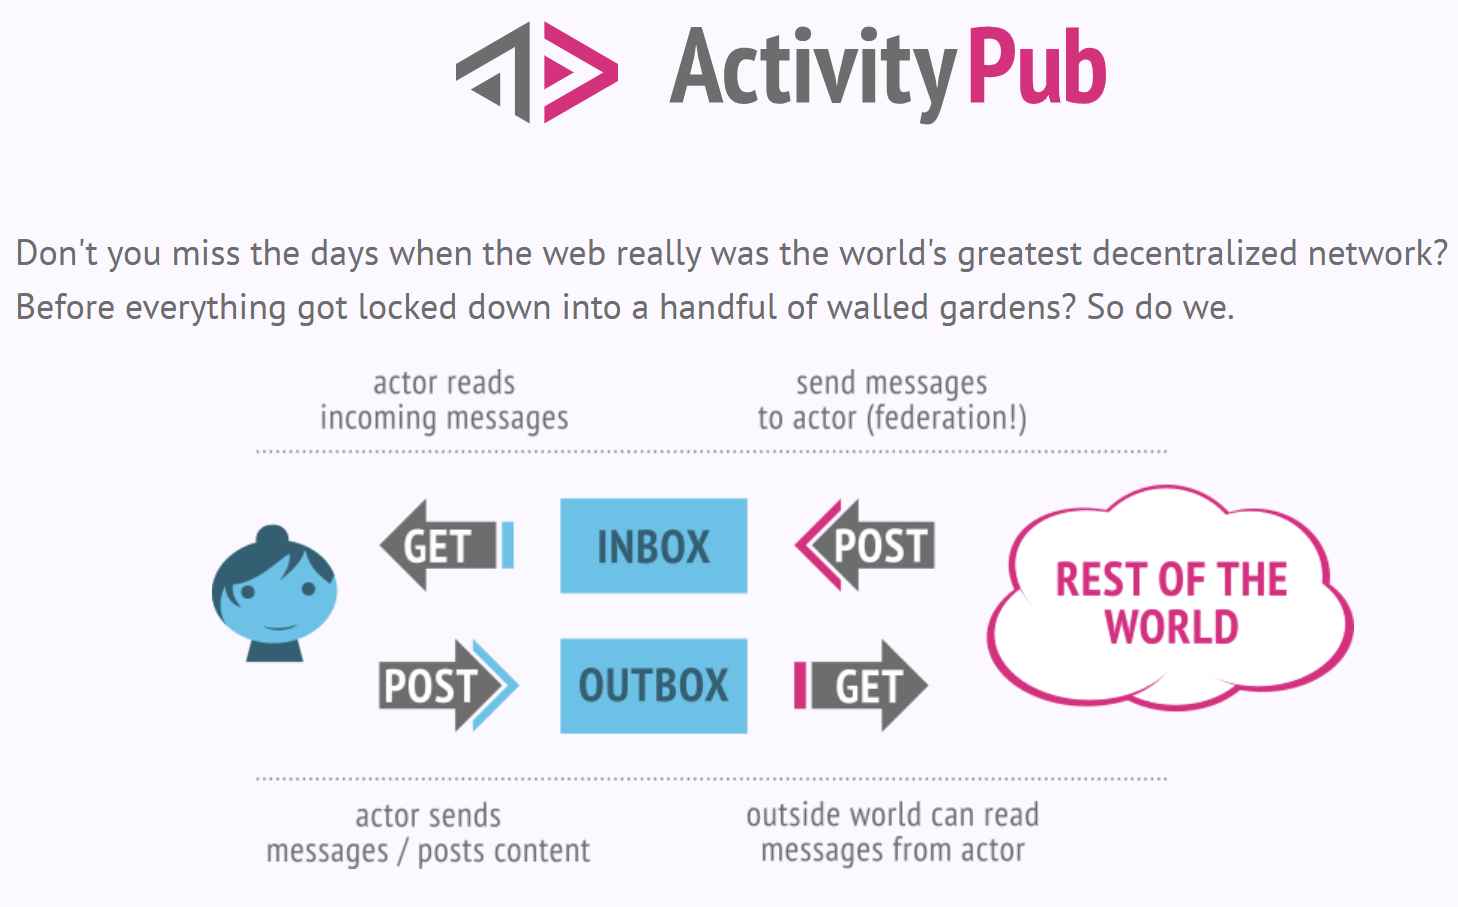 ActivityPub
Don't you miss the days when the web really was the world's greatest decentralized network?
Before everything got locked down into a handful of walled gardens? So do we.
actor reads
incoming messages
send messages
to actor (federation!)
GET
INBOX
POST
REST OF THE
WORLD
POST
OUTBOX
GET
actor sends
messages / posts content
outside world can read
messages from actor